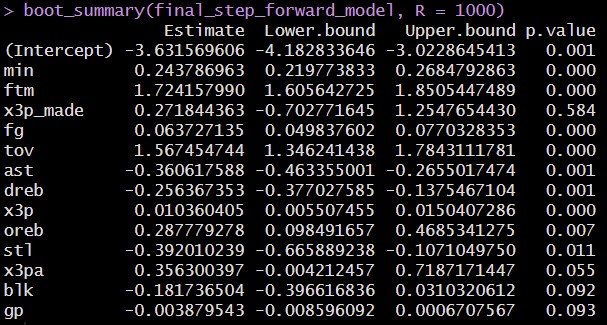 > boot_summary(final_step_forward_model, R = 1000)
Estimate Lower.bound Upper.bound p.value
(Intercept) -3.631569606 -4.182833646 -3.0228645413 0.001
min 0.243786963 0.219773833 0.2684792863 0.000
ftm 1.724157990 1.605642725 1.8505447489 0.000
x3p_made 0.271844363 -0.702771645 1.2547654430 0.584
fg 0.063727135 0.049837602 0.0770328353 0.000
tov 1.567454744 1.346241438 1.7843111781 0.000
ast -0.360617588 -0.463355001 -0.2655017474 0.001
dreb -0.256367353 -0.377027585 -0.1375467104 0.001
x3p 0.010360405 0.005507455 0.0150407286 0.000
oreb 0.287779278 0.098491657 0.4685341275 0.007
stl -0.392010239 -0.665889238 -0.1071049750 0.011
x3pa 0.356300397 -0.004212457 0.7187171447 0.055
blk -0.181736504 -0.396616836 0.0310320612 0.092
gp -0.003879543 -0.008596092 0.0006707567 0.093